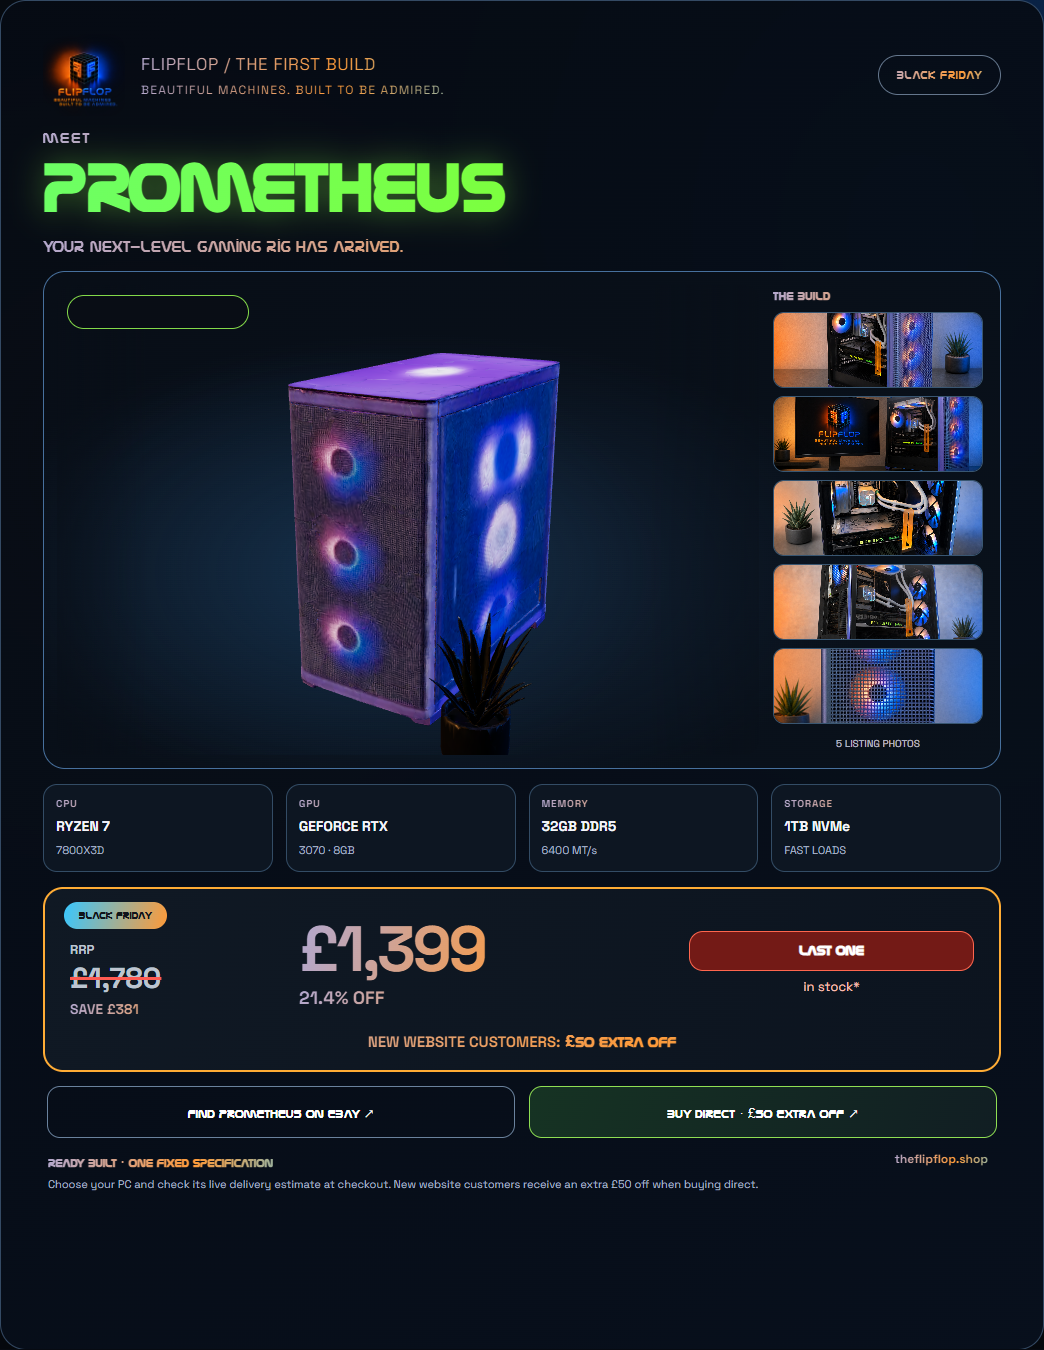 FLIPFLOP / THE FIRST BUILD
BEAUTIFUL MACHINES. BUILT TO BE ADMIRED.
FLIPFLOP
BLACK FRIDAY
MEET
PROMETHEUS
YOUR NEXT-LEVEL GAMING RIG HAS ARRIVED.
THE BUILD
FLIPFLOP
5 LISTING PHOTOS
CPU
RYZEN 7
7800X3D
GPU
GEFORCE RTX
3070 · 8GB
MEMORY
32GB DDR5
6400 MT/s
STORAGE
1TB NVMe
FAST LOADS
BLACK FRIDAY
RRP
£1,780
SAVE £381
£1,399
21.4% OFF
LAST ONE
in stock*
NEW WEBSITE CUSTOMERS: £50 EXTRA OFF
FIND PROMETHEUS ON EBAY ↗
BUY DIRECT · £50 EXTRA OFF ↗
READY BUILT · ONE FIXED SPECIFICATION
theflipflop.shop
Choose your PC and check its live delivery estimate at checkout. New website customers receive an extra £50 off when buying direct.